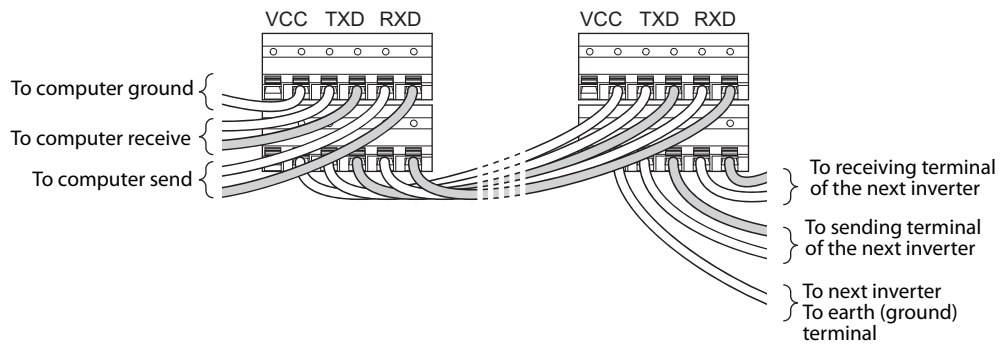 VCC TXD RXD
VCC TXD RXD
To computer ground
To computer receive
To computer send
To receiving terminal
of the next inverter
To sending terminal
of the next inverter
To next inverter
To earth (ground)
terminal